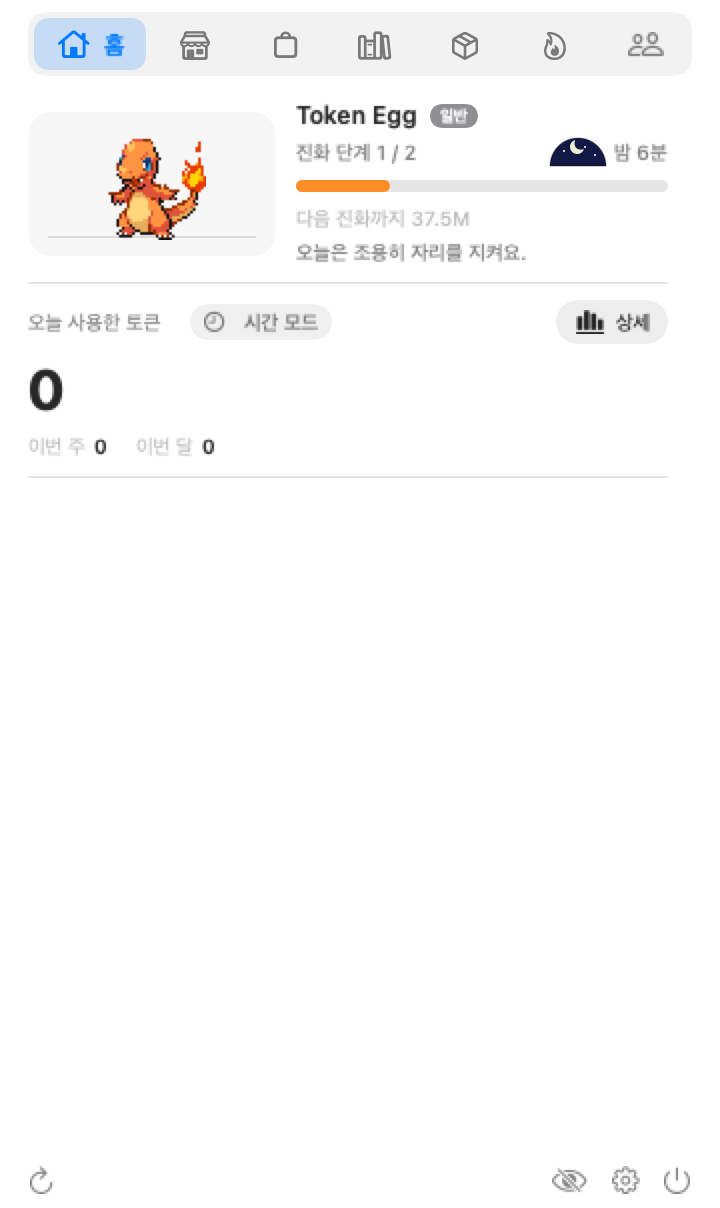 홈
Token Egg 일반
진화 단계 1 / 2 밤 6분
다음 진화까지 37.5M
오늘은 조용히 자리를 지켜요.
오늘 사용한 토큰 시간 모드 상세
0
이번 주 0 이번 달 0